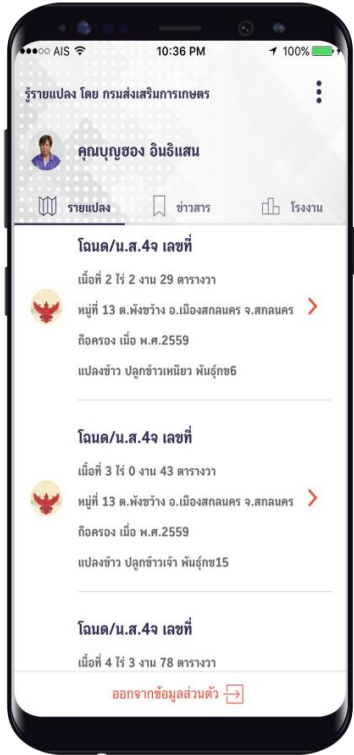 AIS 10:36 PM 100%
รู้รายแปลง โดย กรมส่งเสริมการเกษตร
คุณบุญฮอง อินธิแสน
รายแปลง ข่าวสาร โรงงาน
โฉนด/น.ส.4จ เลขที่
เนื้อที่ 2 ไร่ 2 งาน 29 ตารางวา
หมู่ที่ 13 ต.พังขว้าง อ.เมืองสกลนคร จ.สกลนคร
ถือครอง เมื่อ พ.ศ.2559
แปลงข้าว ปลูกข้าวเหนียว พันธุ์กข6
โฉนด/น.ส.4จ เลขที่
เนื้อที่ 3 ไร่ 0 งาน 43 ตารางวา
หมู่ที่ 13 ต.พังขว้าง อ.เมืองสกลนคร จ.สกลนคร
ถือครอง เมื่อ พ.ศ.2559
แปลงข้าว ปลูกข้าวเจ้า พันธุ์กข15
โฉนด/น.ส.4จ เลขที่
เนื้อที่ 4 ไร่ 3 งาน 78 ตารางวา
ออกจากข้อมูลส่วนตัว